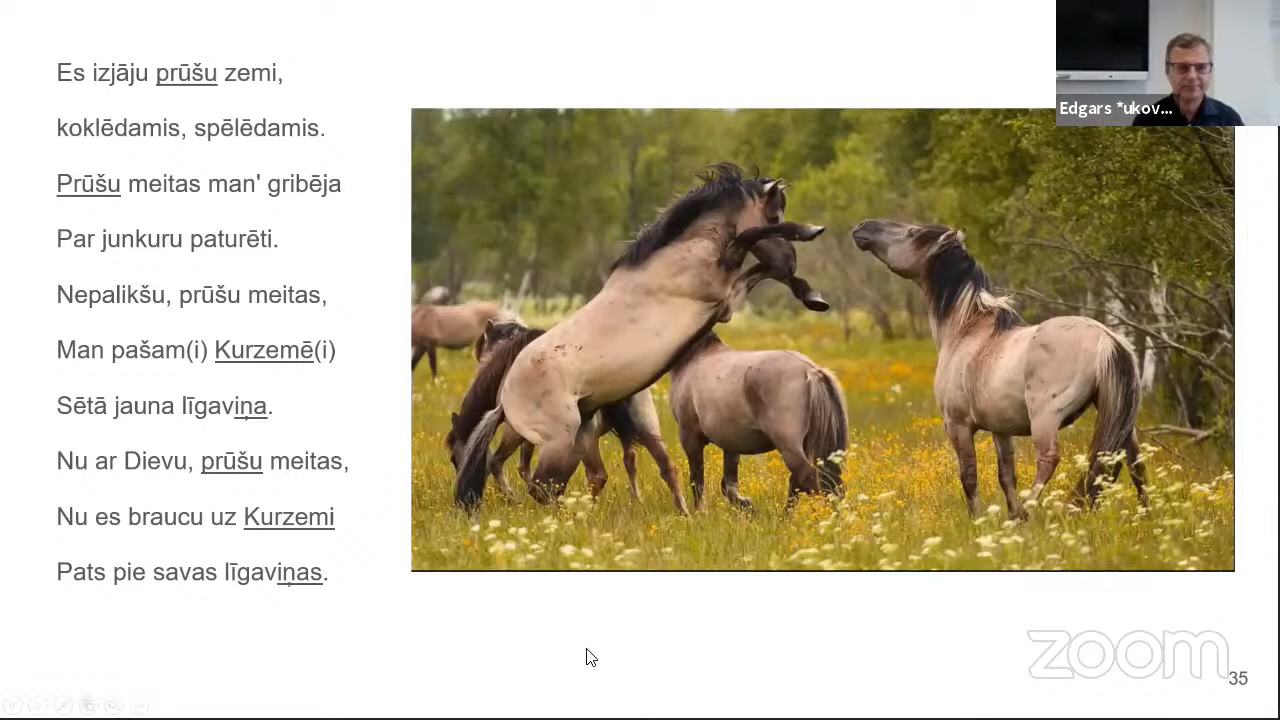 Es izjāju prūšu zemi,
koklēdamis, spēlēdamis.
Prūšu meitas man' gribēja
Par junkuru paturēti.
Nepalikšu, prūšu meitas,
Man pašam(i) Kurzemē(i)
Sētā jauna līgaviņa.
Nu ar Dievu, prūšu meitas,
Nu es braucu uz Kurzemi
Pats pie savas līgaviņas.
Edgars *ukov...
zoom
35